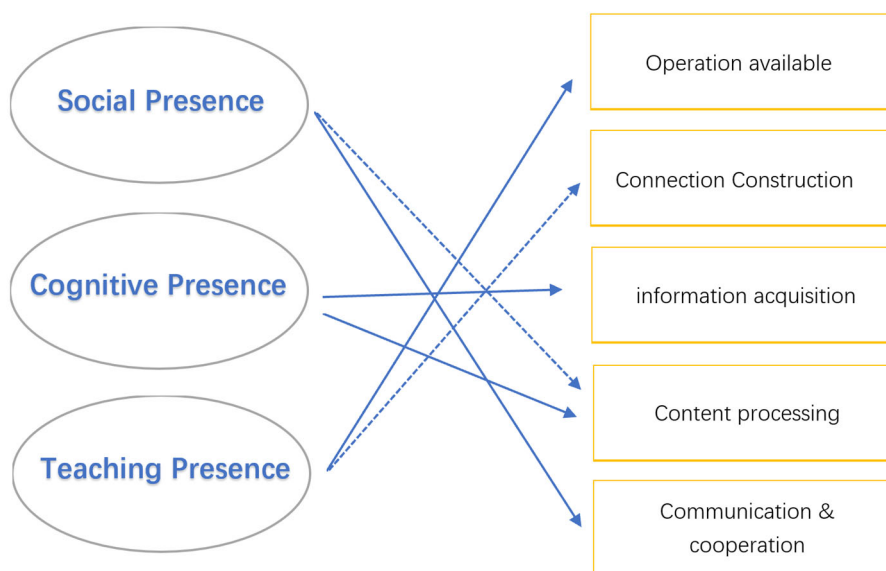 Social Presence
Cognitive Presence
Teaching Presence
Operation available
Connection Construction
information acquisition
Content processing
Communication &
cooperation